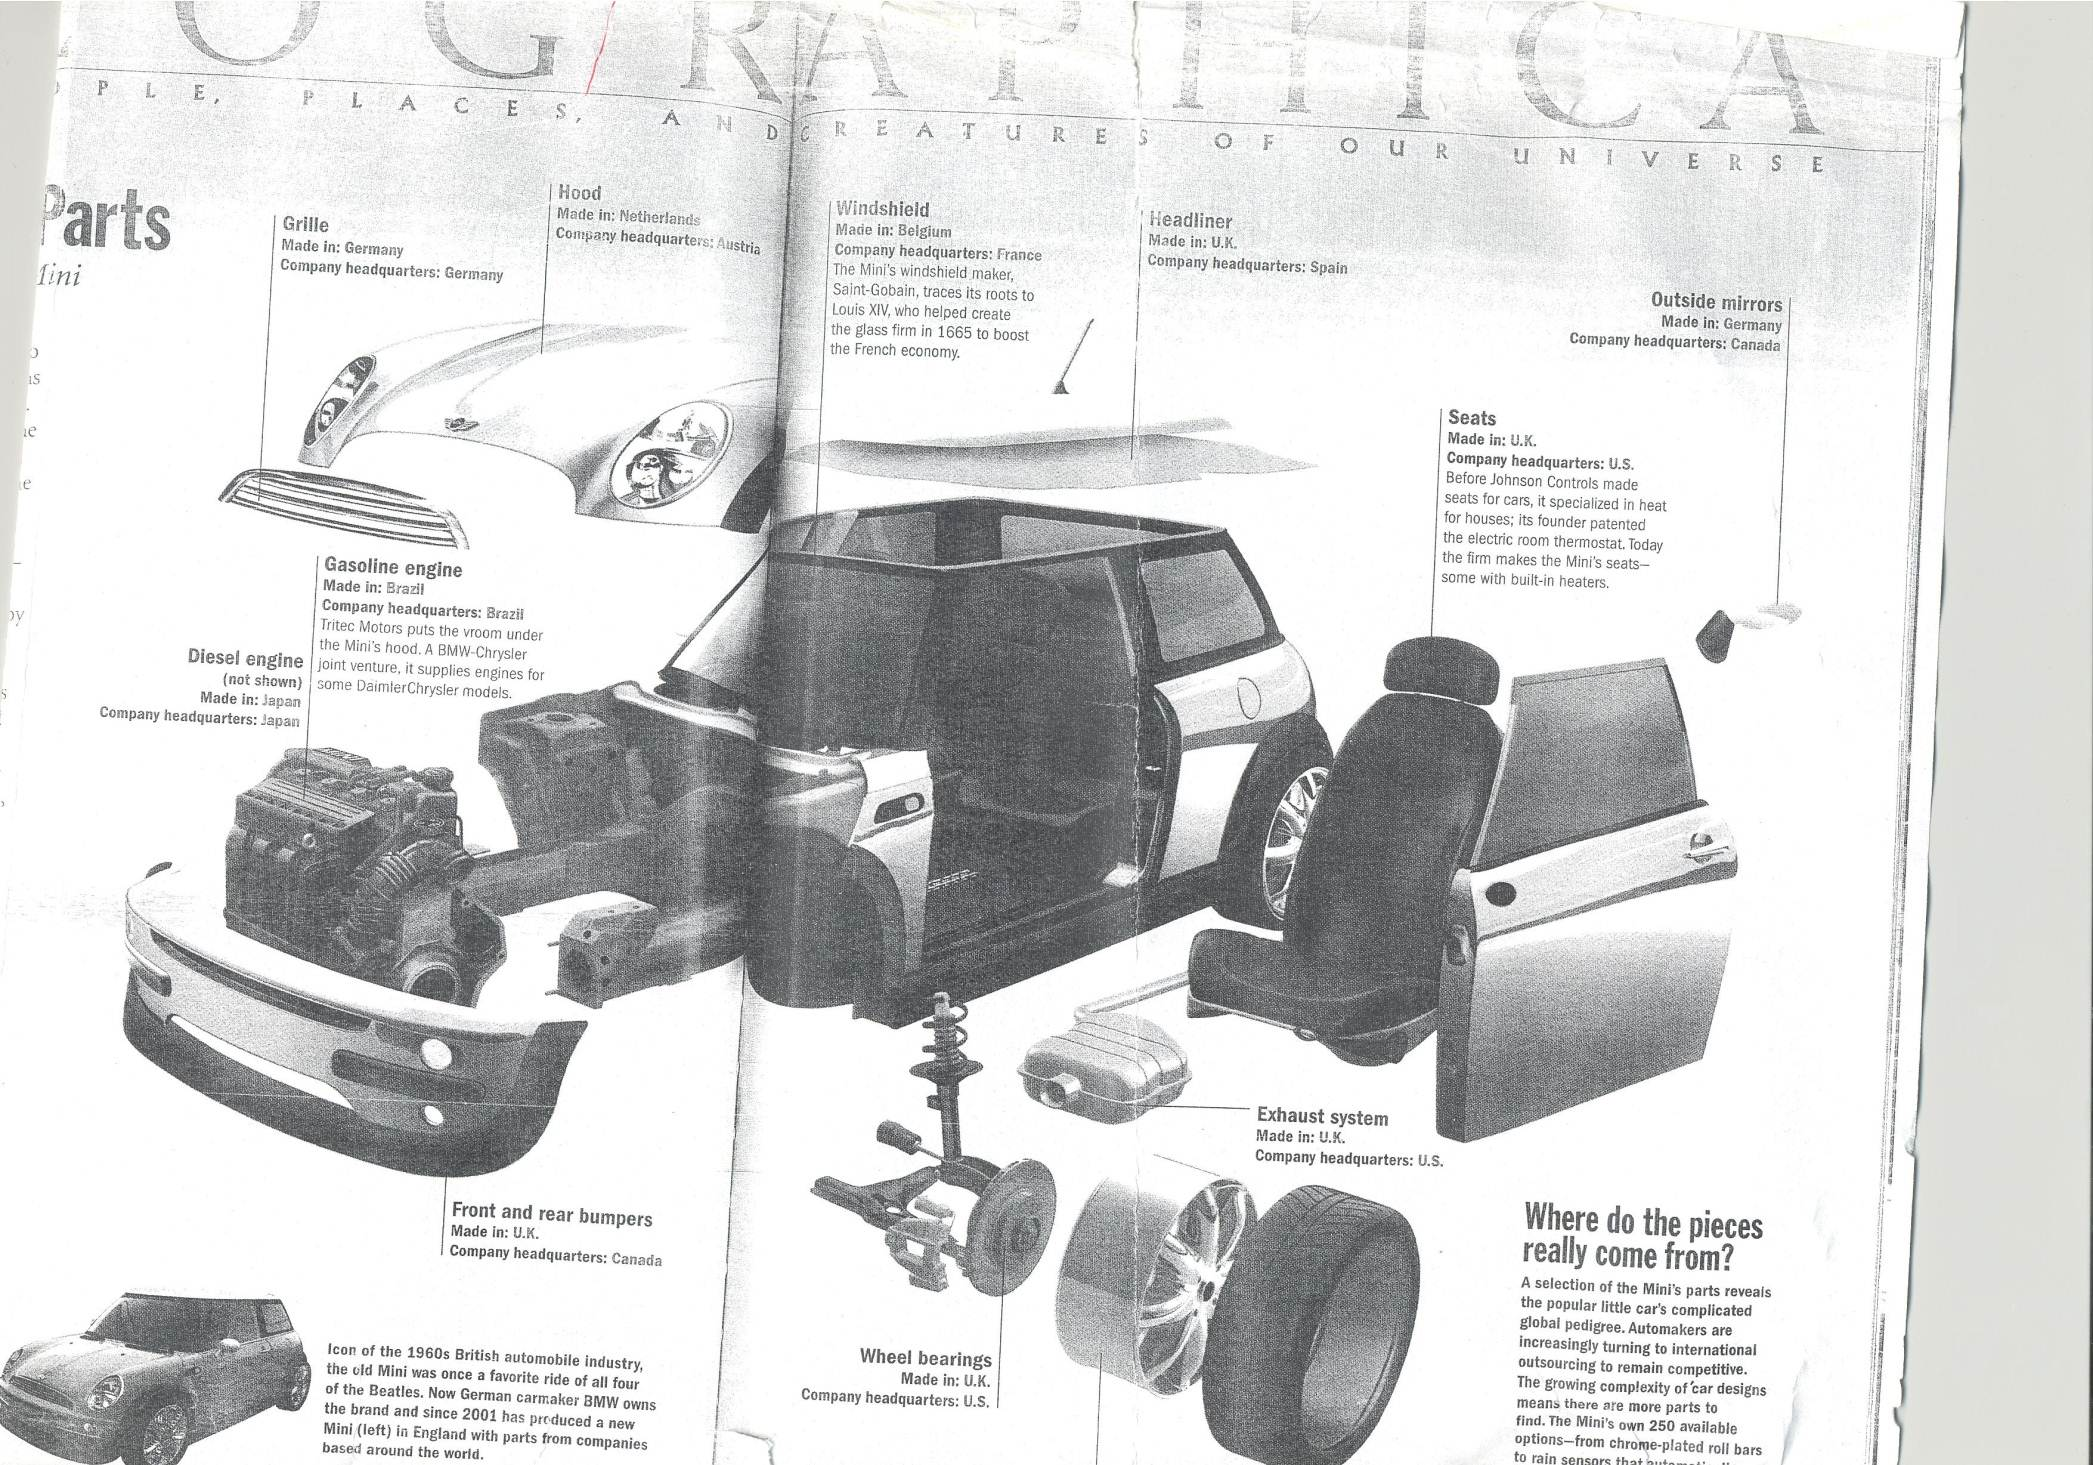 OGRAPHICA
PLE, PLACES, AND CREATURES OF OUR UNIVERSE
Parts
Mini
Grille
Made in: Germany
Company headquarters: Germany
Hood
Made in: Netherlands
Company headquarters: Austria
Windshield
Made in: Belgium
Company headquarters: France
The Mini's windshield maker,
Saint-Gobain, traces its roots to
Louis XIV, who helped create
the glass firm in 1665 to boost
the French economy.
Headliner
Made in: U.K.
Company headquarters: Spain
Outside mirrors
Made in: Germany
Company headquarters: Canada
Seats
Made in: U.K.
Company headquarters: U.S.
Before Johnson Controls made
seats for cars, it specialized in heat
for houses; its founder patented
the electric room thermostat. Today
the firm makes the Mini's seats—
some with built-in heaters.
Gasoline engine
Made in: Brazil
Company headquarters: Brazil
Tritec Motors puts the vroom under
the Mini's hood. A BMW-Chrysler
joint venture, it supplies engines for
some DaimlerChrysler models.
Diesel engine
(not shown)
Made in: Japan
Company headquarters: Japan
Exhaust system
Made in: U.K.
Company headquarters: U.S.
Front and rear bumpers
Made in: U.K.
Company headquarters: Canada
Wheel bearings
Made in: U.K.
Company headquarters: U.S.
Icon of the 1960s British automobile industry,
the old Mini was once a favorite ride of all four
of the Beatles. Now German carmaker BMW owns
the brand and since 2001 has produced a new
Mini (left) in England with parts from companies
based around the world.
Where do the pieces
really come from?
A selection of the Mini's parts reveals
the popular little car's complicated
global pedigree. Automakers are
increasingly turning to international
outsourcing to remain competitive.
The growing complexity of car designs
means there are more parts to
find. The Mini's own 250 available
options—from chrome-plated roll bars
to rain sensors that